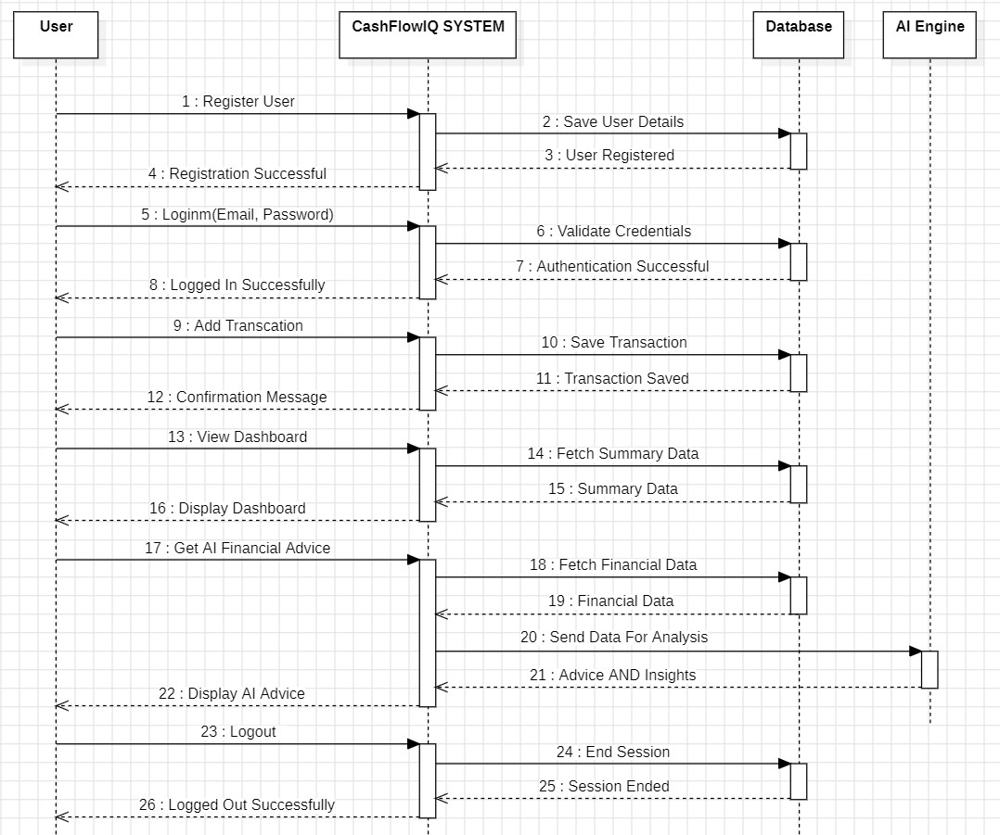 User
CashFlowIQ SYSTEM
Database
AI Engine
1 : Register User
2 : Save User Details
3 : User Registered
4 : Registration Successful
5 : Loginm(Email, Password)
6 : Validate Credentials
7 : Authentication Successful
8 : Logged In Successfully
9 : Add Transcation
10 : Save Transaction
11 : Transaction Saved
12 : Confirmation Message
13 : View Dashboard
14 : Fetch Summary Data
15 : Summary Data
16 : Display Dashboard
17 : Get AI Financial Advice
18 : Fetch Financial Data
19 : Financial Data
20 : Send Data For Analysis
21 : Advice AND Insights
22 : Display AI Advice
23 : Logout
24 : End Session
25 : Session Ended
26 : Logged Out Successfully